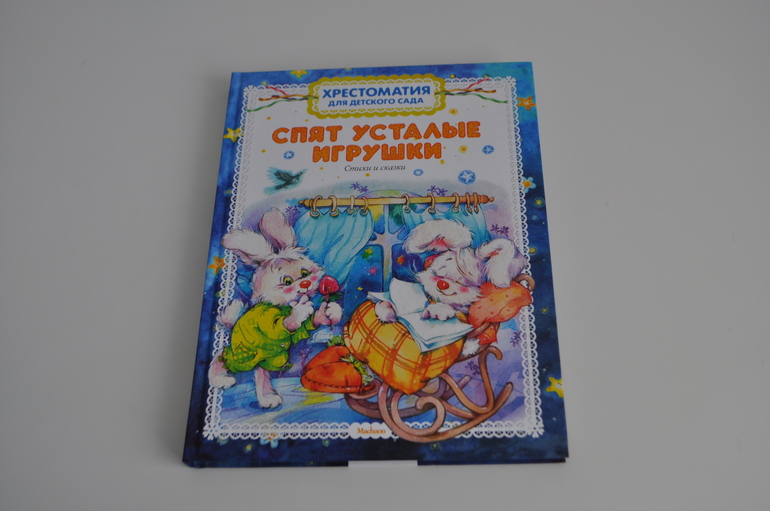 ХРЕСТОМАТИЯ
ДЛЯ ДЕТСКОГО САДА
СПЯТ УСТАЛЫЕ
ИГРУШКИ
Стихи и сказки
Machaon